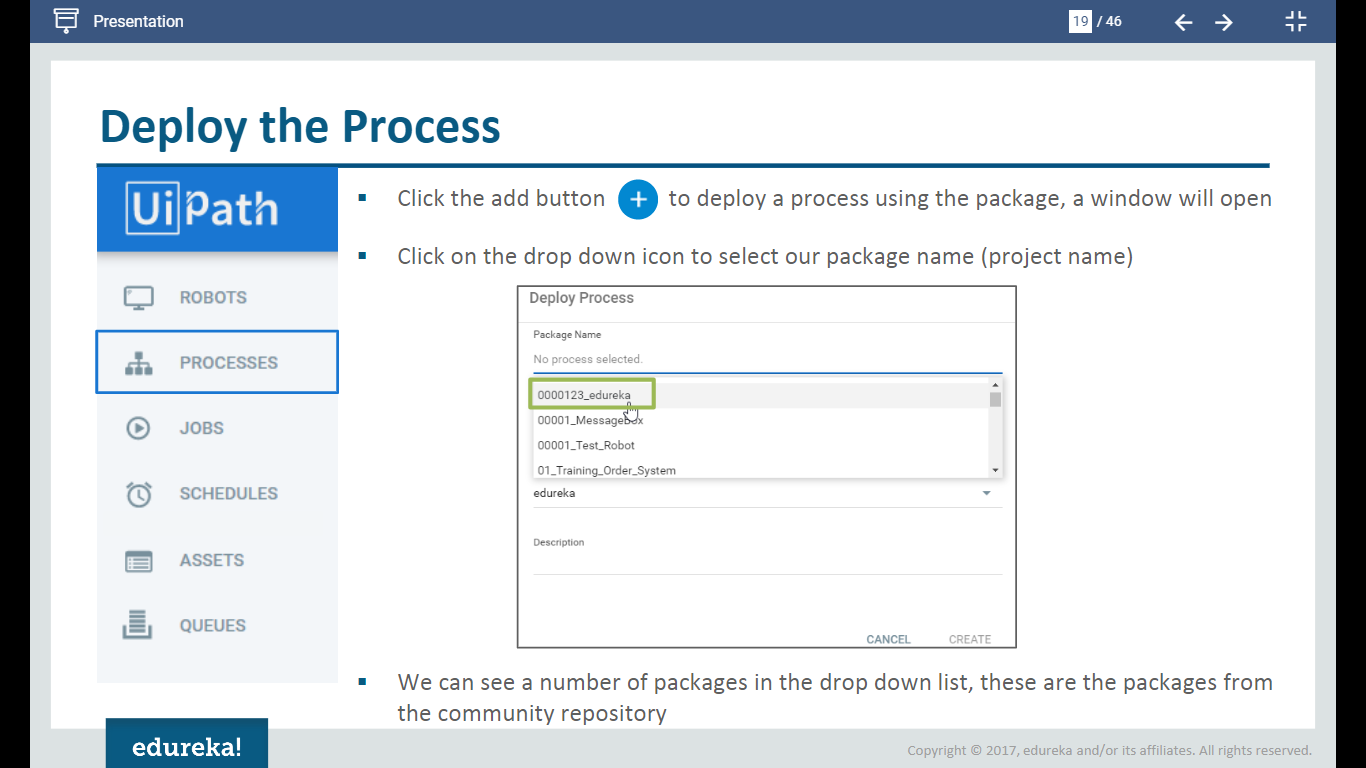 Presentation
19 / 46
Deploy the Process
UiPath
ROBOTS
PROCESSES
JOBS
SCHEDULES
ASSETS
QUEUES
Click the add button + to deploy a process using the package, a window will open
Click on the drop down icon to select our package name (project name)
Deploy Process
Package Name
No process selected.
0000123_edureka
00001_MessageBox
00001_Test_Robot
01_Training_Order_System
edureka
Description
CANCEL CREATE
We can see a number of packages in the drop down list, these are the packages from
the community repository
edureka!
Copyright © 2017, edureka and/or its affiliates. All rights reserved.